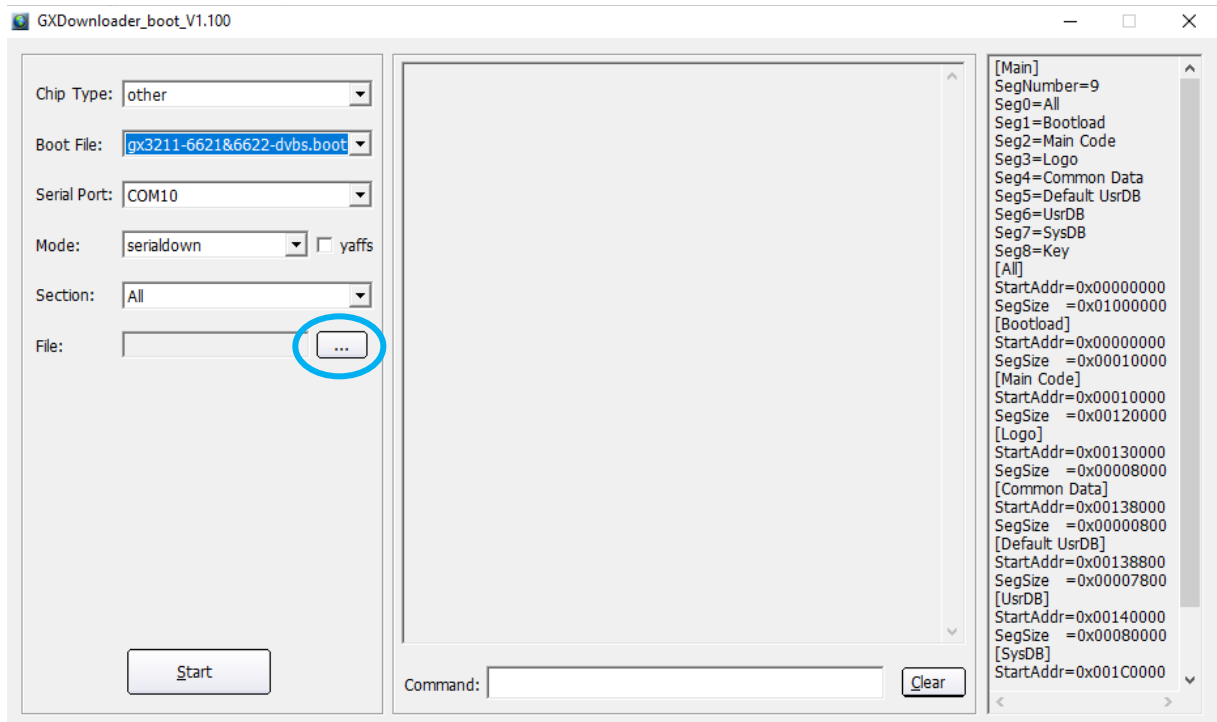 GXDownloader_boot_V1.100
Chip Type: other
Boot File: gx3211-6621&6622-dvbs.boot
Serial Port: COM10
Mode: serialdown yaffs
Section: All
File: ...
Start
Command: Clear
[Main]
SegNumber=9
Seg0=All
Seg1=Bootload
Seg2=Main Code
Seg3=Logo
Seg4=Common Data
Seg5=Default UsrDB
Seg6=UsrDB
Seg7=SysDB
Seg8=Key
[All]
StartAddr=0x00000000
SegSize =0x01000000
[Bootload]
StartAddr=0x00000000
SegSize =0x00010000
[Main Code]
StartAddr=0x00010000
SegSize =0x00120000
[Logo]
StartAddr=0x00130000
SegSize =0x00008000
[Common Data]
StartAddr=0x00138000
SegSize =0x00000800
[Default UsrDB]
StartAddr=0x00138800
SegSize =0x00007800
[UsrDB]
StartAddr=0x00140000
SegSize =0x00080000
[SysDB]
StartAddr=0x001C0000